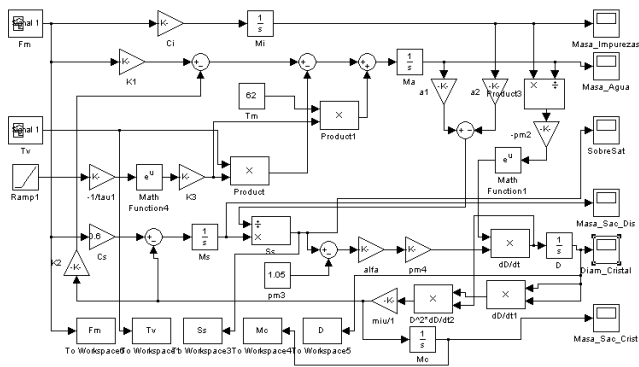 Signal 1
Fm
K-
Ci
1
s
Mi
Masa_Impurezas
K-
K1
1
s
Ma
-K-
a1
-K-
a2
Product3
Masa_Agua
62
Tm
Product1
-K-
-pm2
SobreSat
Signal 1
Tv
Ramp1
K-
-1/tau1
e^u
Math
Function4
K-
K3
Product
e^u
Math
Function1
Masa_Sac_Dis
0.6
Cs
1
s
Ms
Ss
1.05
pm3
K-
alfa
K-
pm4
dD/dt
1
s
D
Diam_Cristal
K2
-K-
-K-
miu/1
D^2*dD/dt2
dD/dt1
Masa_Sac_Crist
Fm
Tv
Ss
Mc
D
1
s
Mc
To Workspace6
To Workspace1
To Workspace3
To Workspace4
To Workspace5